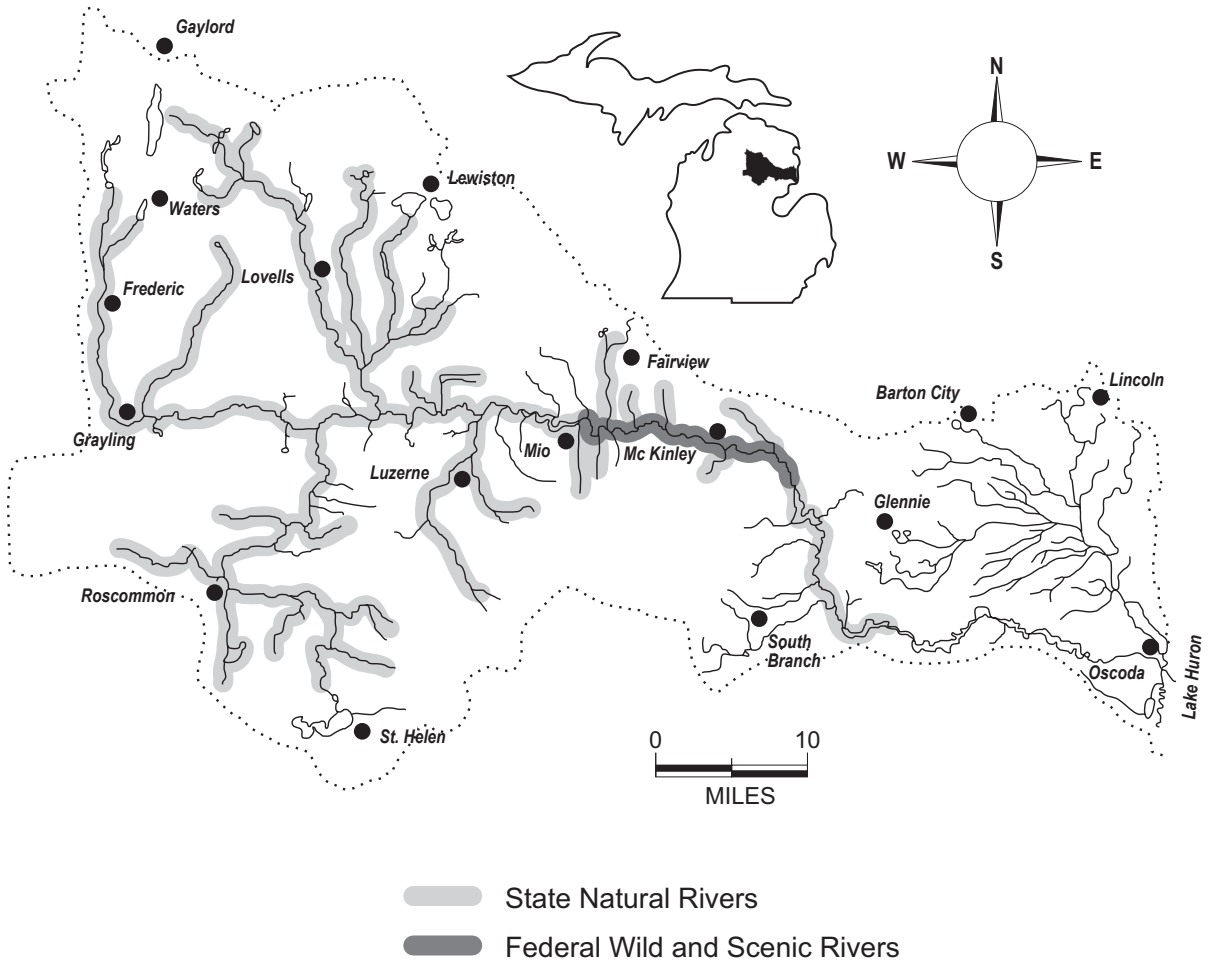 Gaylord
N
W
E
S
Lewiston
Waters
Lovells
Frederic
Fairview
Lincoln
Barton City
Grayling
Mio
Mc Kinley
Luzerne
Glennie
Roscommon
South
Branch
Oscoda
Lake Huron
St. Helen
0
10
MILES
State Natural Rivers
Federal Wild and Scenic Rivers